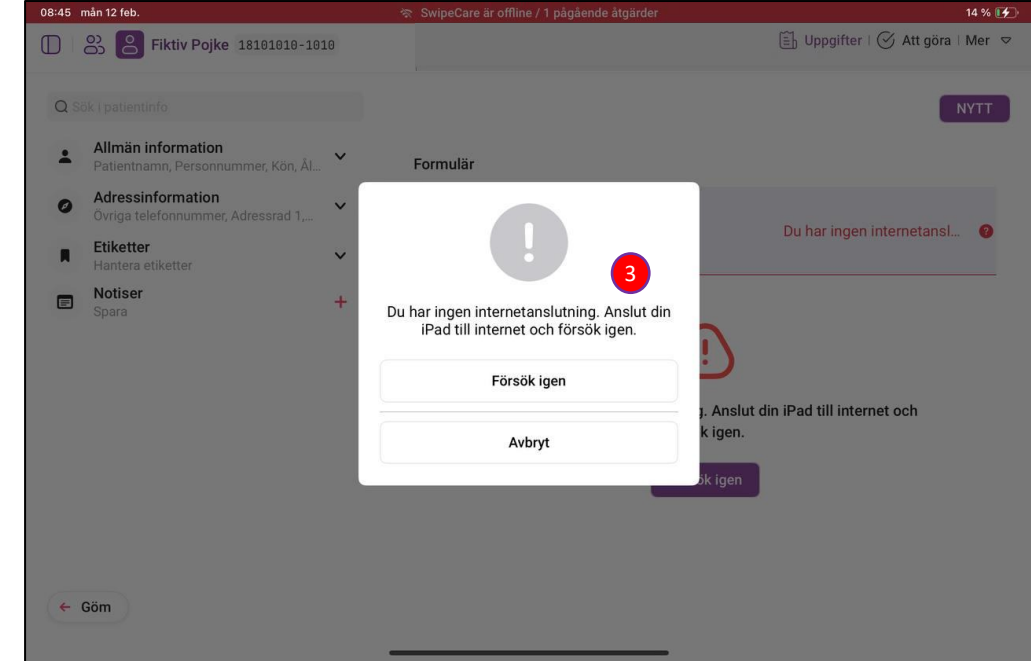 08:45 mån 12 feb.
SwipeCare är offline / 1 pågående åtgärder
14 %
Fiktiv Pojke 18101010-1010
Uppgifter
Att göra
Mer
Sök i patientinfo
NYTT
Allmän information
Patientnamn, Personnummer, Kön, Ål...
Formulär
Adressinformation
Övriga telefonnummer, Adressrad 1,...
Du har ingen internetansl...
Etiketter
Hantera etiketter
3
Notiser
Spara
Du har ingen internetanslutning. Anslut din
iPad till internet och försök igen.
Försök igen
Avbryt
. Anslut din iPad till internet och
k igen.
ök igen
Göm